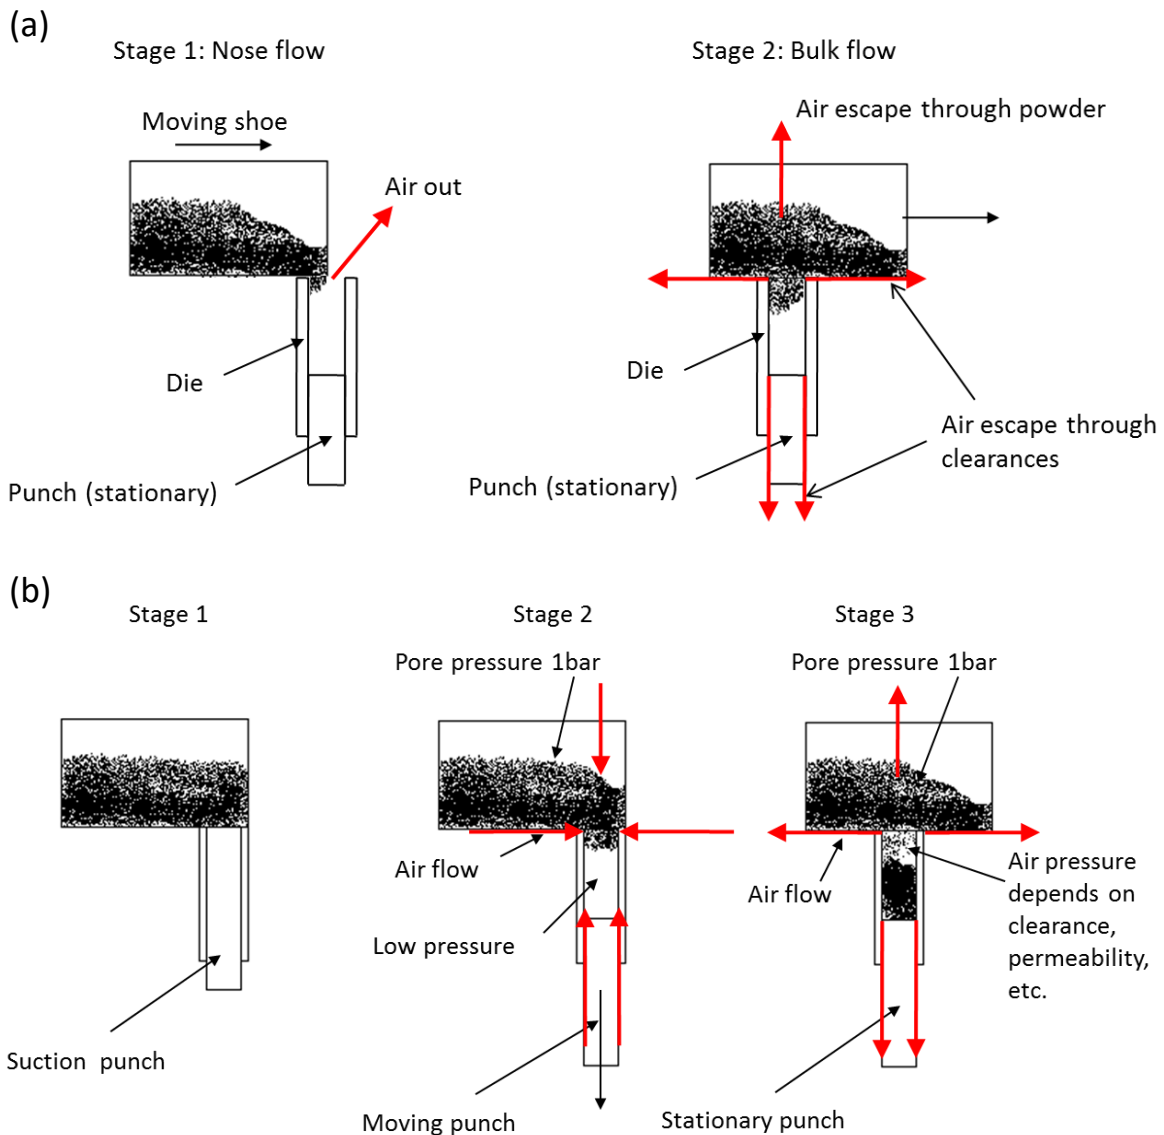 (a)
Stage 1: Nose flow
Stage 2: Bulk flow
Moving shoe
Air out
Die
Punch (stationary)
Air escape through powder
Die
Punch (stationary)
Air escape through
clearances
(b)
Stage 1
Stage 2
Stage 3
Suction punch
Pore pressure 1bar
Air flow
Low pressure
Moving punch
Pore pressure 1bar
Air flow
Air pressure
depends on
clearance,
permeability,
etc.
Stationary punch